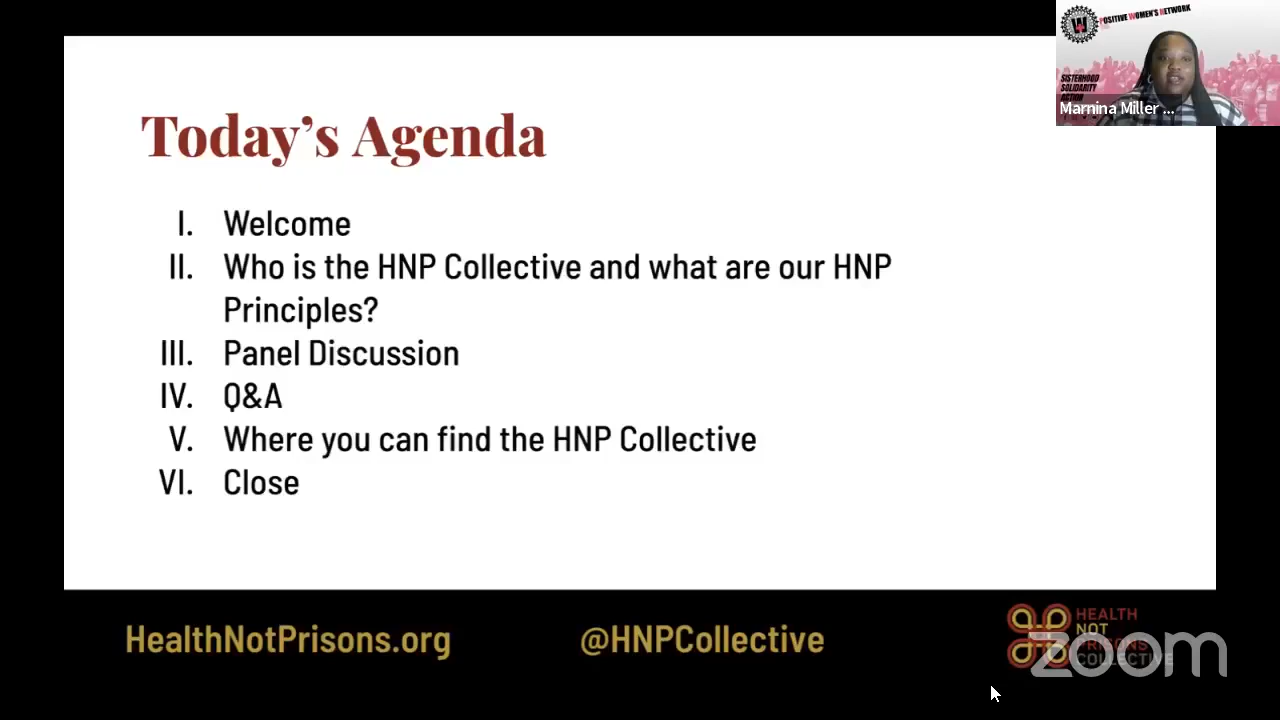 POSITIVE WOMEN'S NETWORK
SISTERHOOD
SOLIDARITY
ACTION
Marnina Miller ...
Today's Agenda
I. Welcome
II. Who is the HNP Collective and what are our HNP
Principles?
III. Panel Discussion
IV. Q&A
V. Where you can find the HNP Collective
VI. Close
HealthNotPrisons.org
@HNPCollective
HEALTH
NOT
PRISONS
COLLECTIVE
zoom